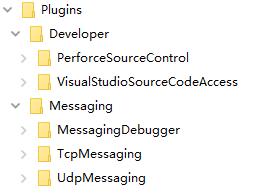 Plugins
Developer
PerforceSourceControl
VisualStudioSourceCodeAccess
Messaging
MessagingDebugger
TcpMessaging
UdpMessaging